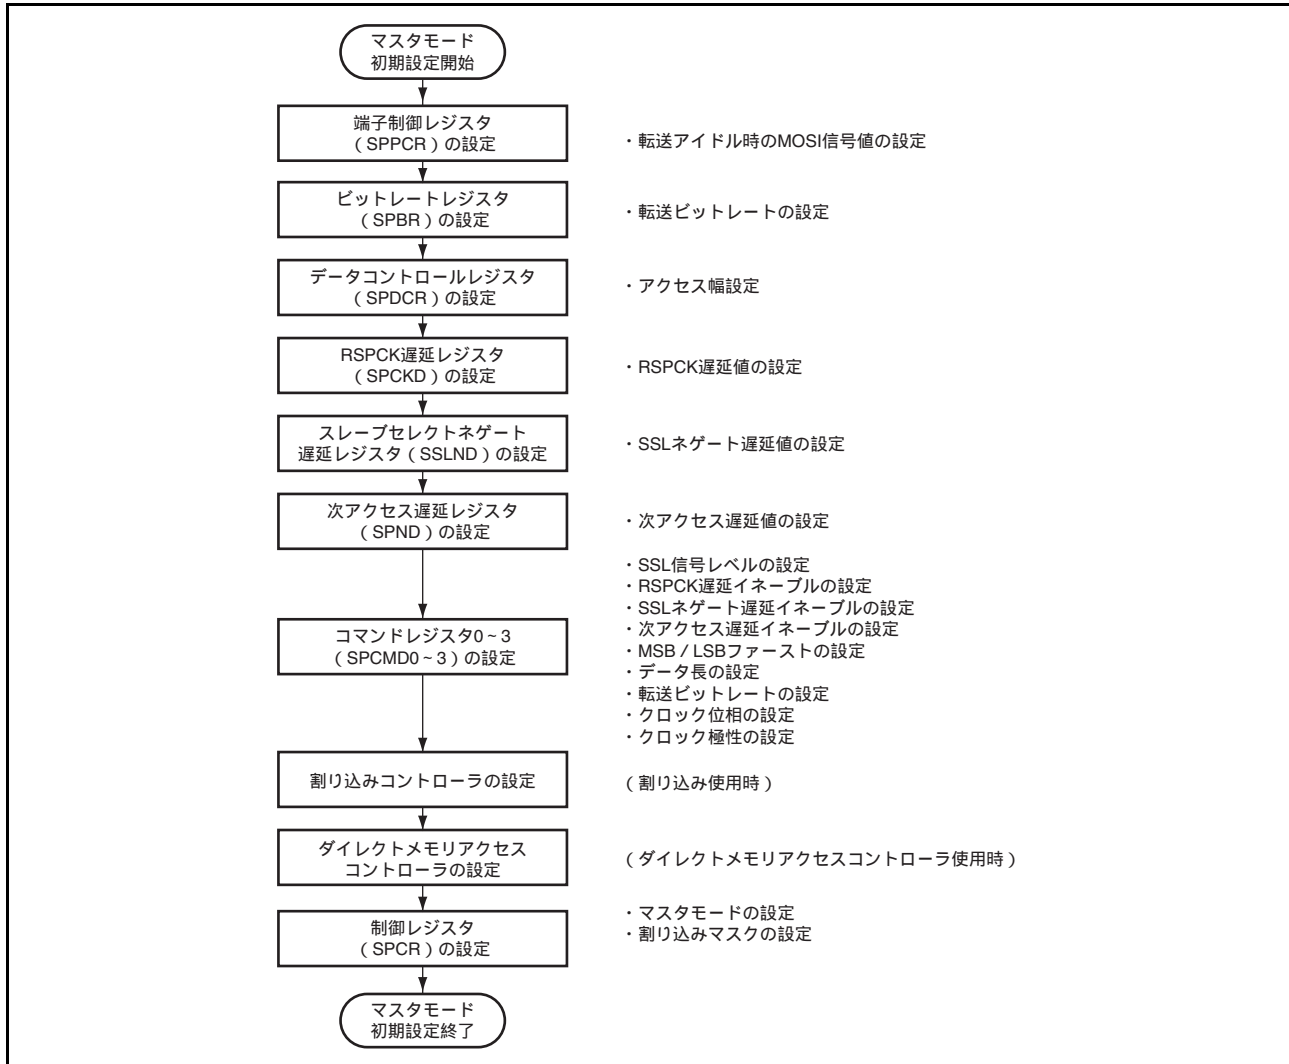 マスタモード
初期設定開始
端子制御レジスタ
(SPPCR)の設定
・転送アイドル時のMOSI信号値の設定
ビットレートレジスタ
(SPBR)の設定
・転送ビットレートの設定
データコントロールレジスタ
(SPDCR)の設定
・アクセス幅設定
RSPCK遅延レジスタ
(SPCKD)の設定
・RSPCK遅延値の設定
スレーブセレクトネゲート
遅延レジスタ(SSLND)の設定
・SSLネゲート遅延値の設定
次アクセス遅延レジスタ
(SPND)の設定
・次アクセス遅延値の設定
コマンドレジスタ0~3
(SPCMD0~3)の設定
・SSL信号レベルの設定
・RSPCK遅延イネーブルの設定
・SSLネゲート遅延イネーブルの設定
・次アクセス遅延イネーブルの設定
・MSB/LSBファーストの設定
・データ長の設定
・転送ビットレートの設定
・クロック位相の設定
・クロック極性の設定
割り込みコントローラの設定
(割り込み使用時)
ダイレクトメモリアクセス
コントローラの設定
(ダイレクトメモリアクセスコントローラ使用時)
制御レジスタ
(SPCR)の設定
・マスタモードの設定
・割り込みマスクの設定
マスタモード
初期設定終了